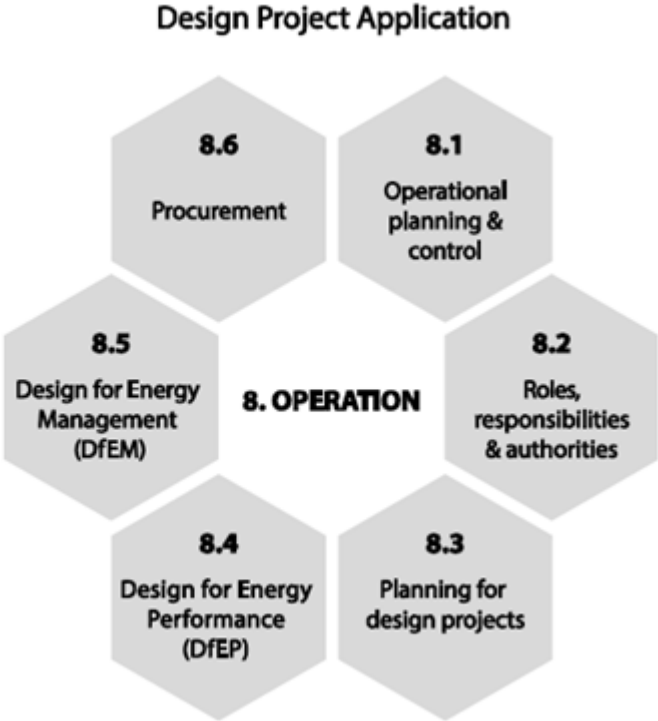 Design Project Application
8.6
Procurement
8.1
Operational
planning &
control
8.5
Design for Energy
Management
(DfEM)
8. OPERATION
8.2
Roles,
responsibilities
& authorities
8.4
Design for Energy
Performance
(DfEP)
8.3
Planning for
design projects